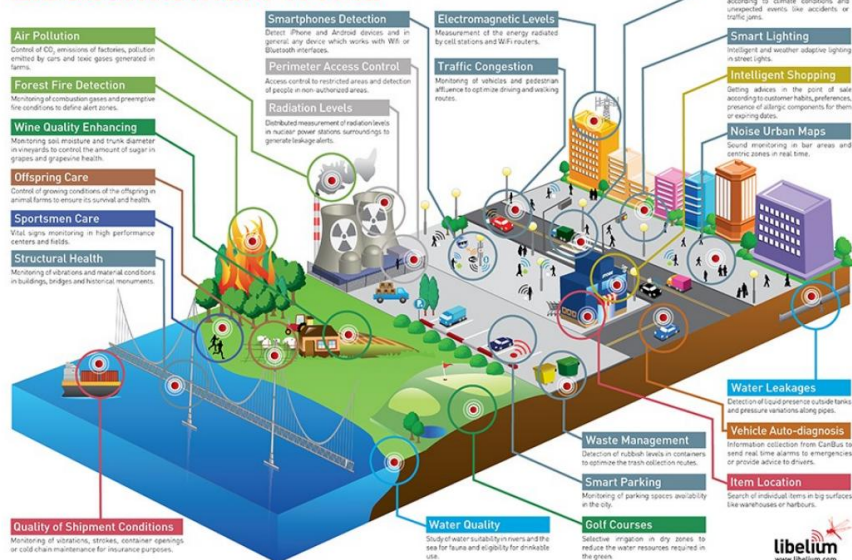 Air Pollution
Control of CO2 emissions of factories, pollution
emitted by cars and toxic gases generated in
farms.
Forest Fire Detection
Monitoring of combustion gases and preemptive
fire conditions to define alert zones.
Wine Quality Enhancing
Monitoring soil moisture and trunk diameter
in vineyards to control the amount of sugar in
grapes and grapevine health.
Offspring Care
Control of growing conditions of the offspring in
animal farms to ensure its survival and health.
Sportsmen Care
Vital signs monitoring in high performance
centers and fields.
Structural Health
Monitoring of vibrations and material conditions
in buildings, bridges and historical monuments.
Quality of Shipment Conditions
Monitoring of vibrations, strokes, container openings
or cold chain maintenance for insurance purposes.
Smartphones Detection
Detect iPhone and Android devices and in
general any device which works with Wifi or
Bluetooth interfaces.
Perimeter Access Control
Access control to restricted areas and detection
of people in non-authorized areas.
Radiation Levels
Distributed measurement of radiation levels
in nuclear power stations surroundings to
generate leakage alerts.
Electromagnetic Levels
Measurement of the energy radiated
by cell stations and WiFi routers.
Traffic Congestion
Monitoring of vehicles and pedestrian
affluence to optimize driving and walking
routes.
according to climate conditions and
unexpected events like accidents or
traffic jams.
Smart Lighting
Intelligent and weather adaptive lighting
in street lights.
Intelligent Shopping
Getting advices in the point of sale
according to customer habits, preferences,
presence of allergic components for them
or expiring dates.
Noise Urban Maps
Sound monitoring in bar areas and
centric zones in real time.
Water Leakages
Detection of liquid presence outside tanks
and pressure variations along pipes.
Vehicle Auto-diagnosis
Information collection from CanBus to
send real time alarms to emergencies
or provide advice to drivers.
Item Location
Search of individual items in big surfaces
like warehouses or harbours.
Waste Management
Detection of rubbish levels in containers
to optimize the trash collection routes.
Smart Parking
Monitoring of parking spaces availability
in the city.
Golf Courses
Selective irrigation in dry zones to
reduce the water resources required in
the green.
Water Quality
Study of water suitability in rivers and the
sea for fauna and eligibility for drinkable
use.
libelium
www.libelium.com